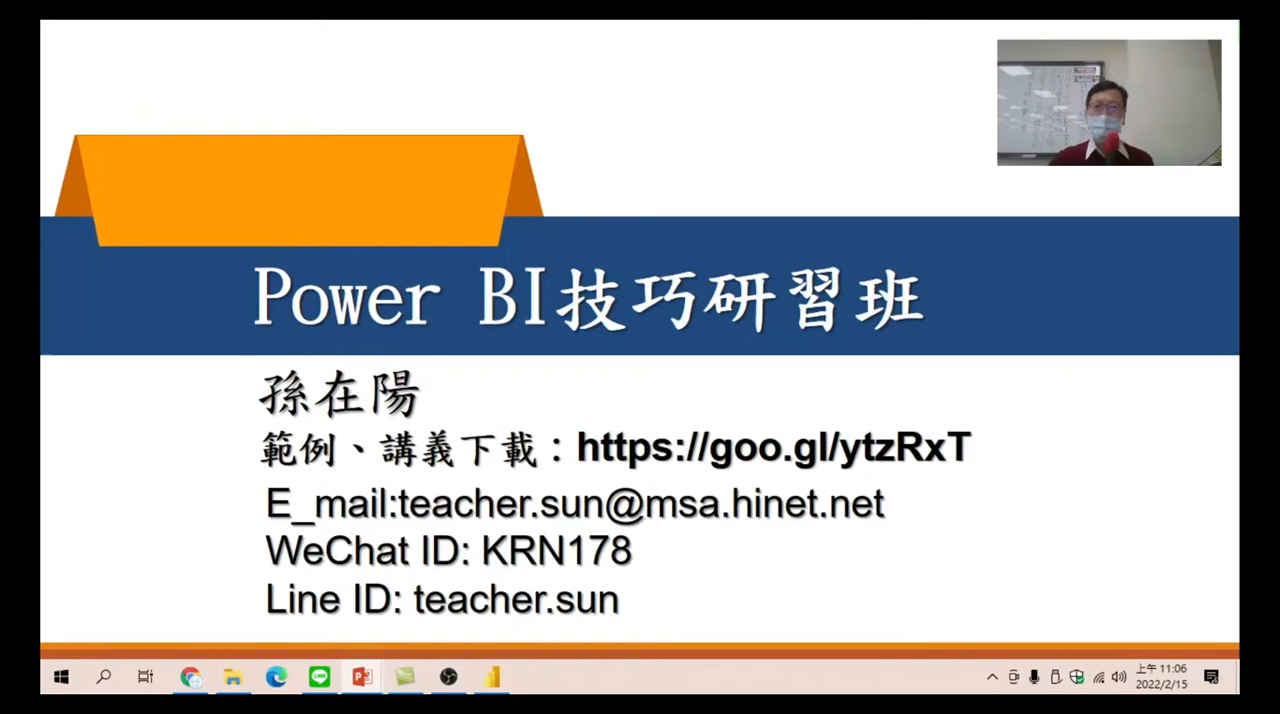 Power BI技巧研習班
孫在陽
範例、講義下載：https://goo.gl/ytzRxT
E_mail:teacher.sun@msa.hinet.net
WeChat ID: KRN178
Line ID: teacher.sun
上午 11:06
2022/2/15